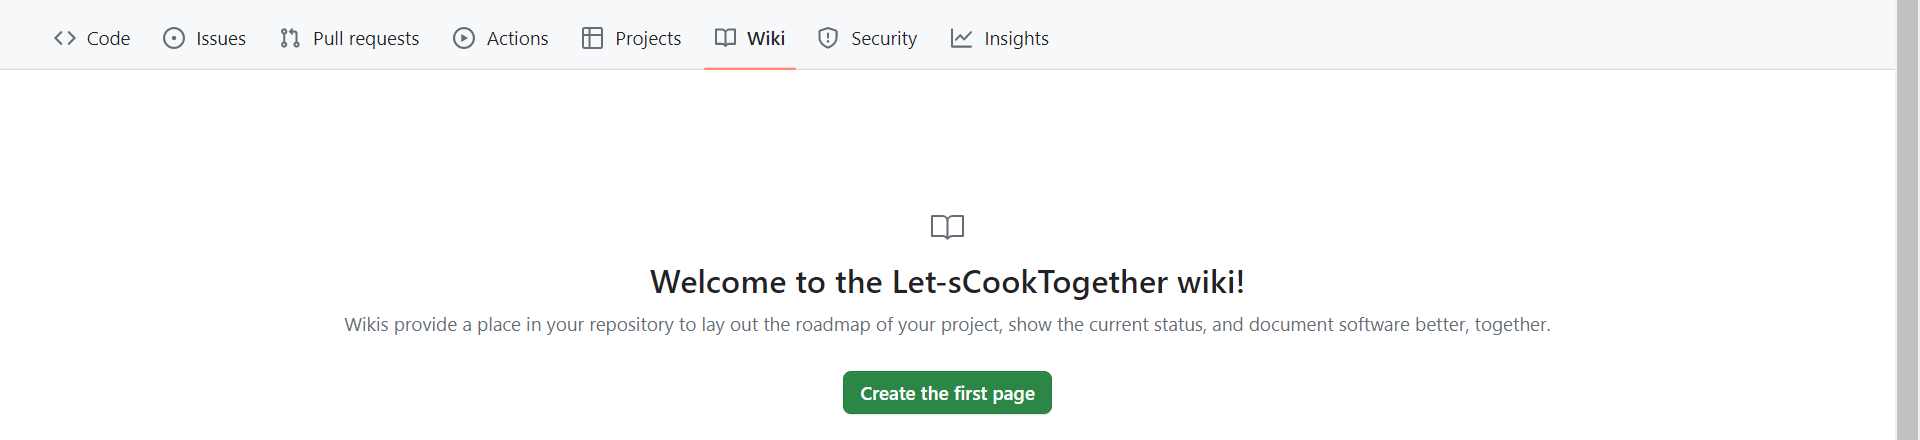 Code Issues Pull requests Actions Projects Wiki Security Insights
Welcome to the Let-sCookTogether wiki!
Wikis provide a place in your repository to lay out the roadmap of your project, show the current status, and document software better, together.
Create the first page